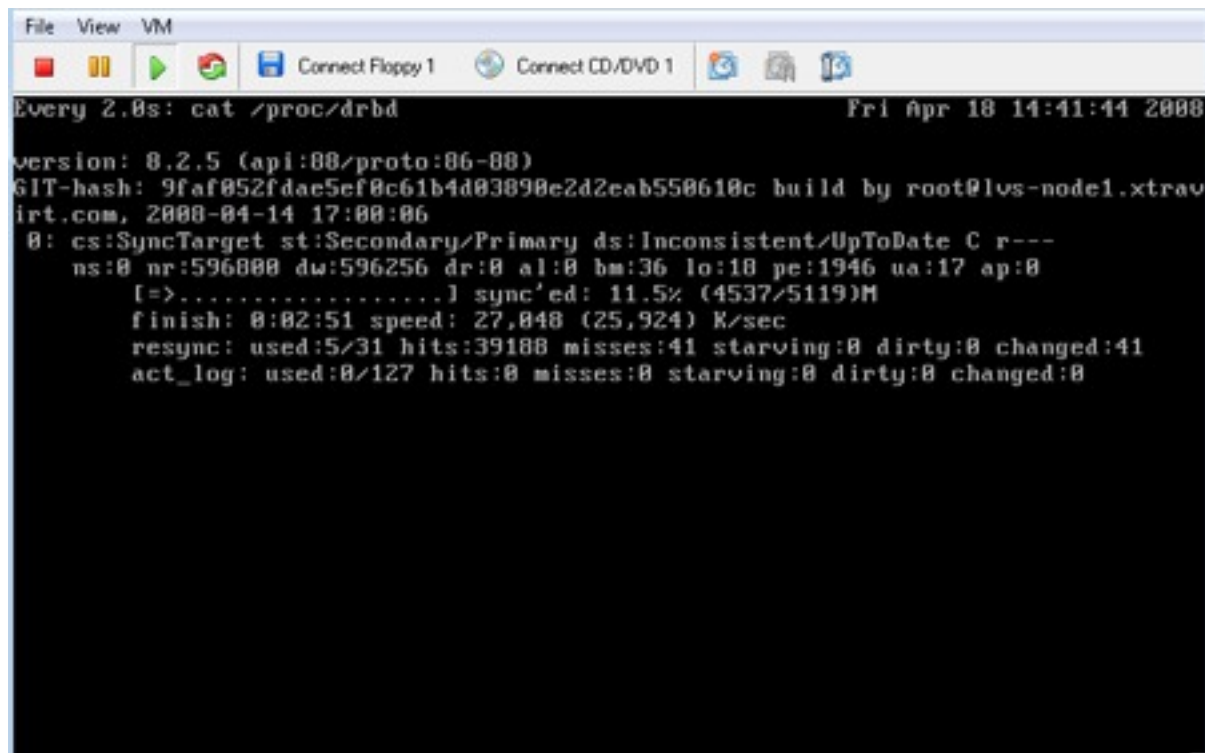 File View VM
Connect Floppy 1 Connect CD/DVD 1
Every 2.0s: cat /proc/drbd Fri Apr 18 14:41:44 2008
version: 8.2.5 (api:88/proto:86-88)
GIT-hash: 9faf052fdae5ef0c61b4d03890e2d2eab550610c build by root@lvs-node1.xtrav
irt.com, 2008-04-14 17:00:06
0: cs:SyncTarget st:Secondary/Primary ds:Inconsistent/UpToDate C r---
ns:0 nr:596800 dw:596256 dr:0 al:0 bm:36 lo:18 pe:1946 ua:17 ap:0
[=>..................] sync'ed: 11.5% (4537/5119)M
finish: 0:02:51 speed: 27,048 (25,924) K/sec
resync: used:5/31 hits:39188 misses:41 starving:0 dirty:0 changed:41
act_log: used:0/127 hits:0 misses:0 starving:0 dirty:0 changed:0